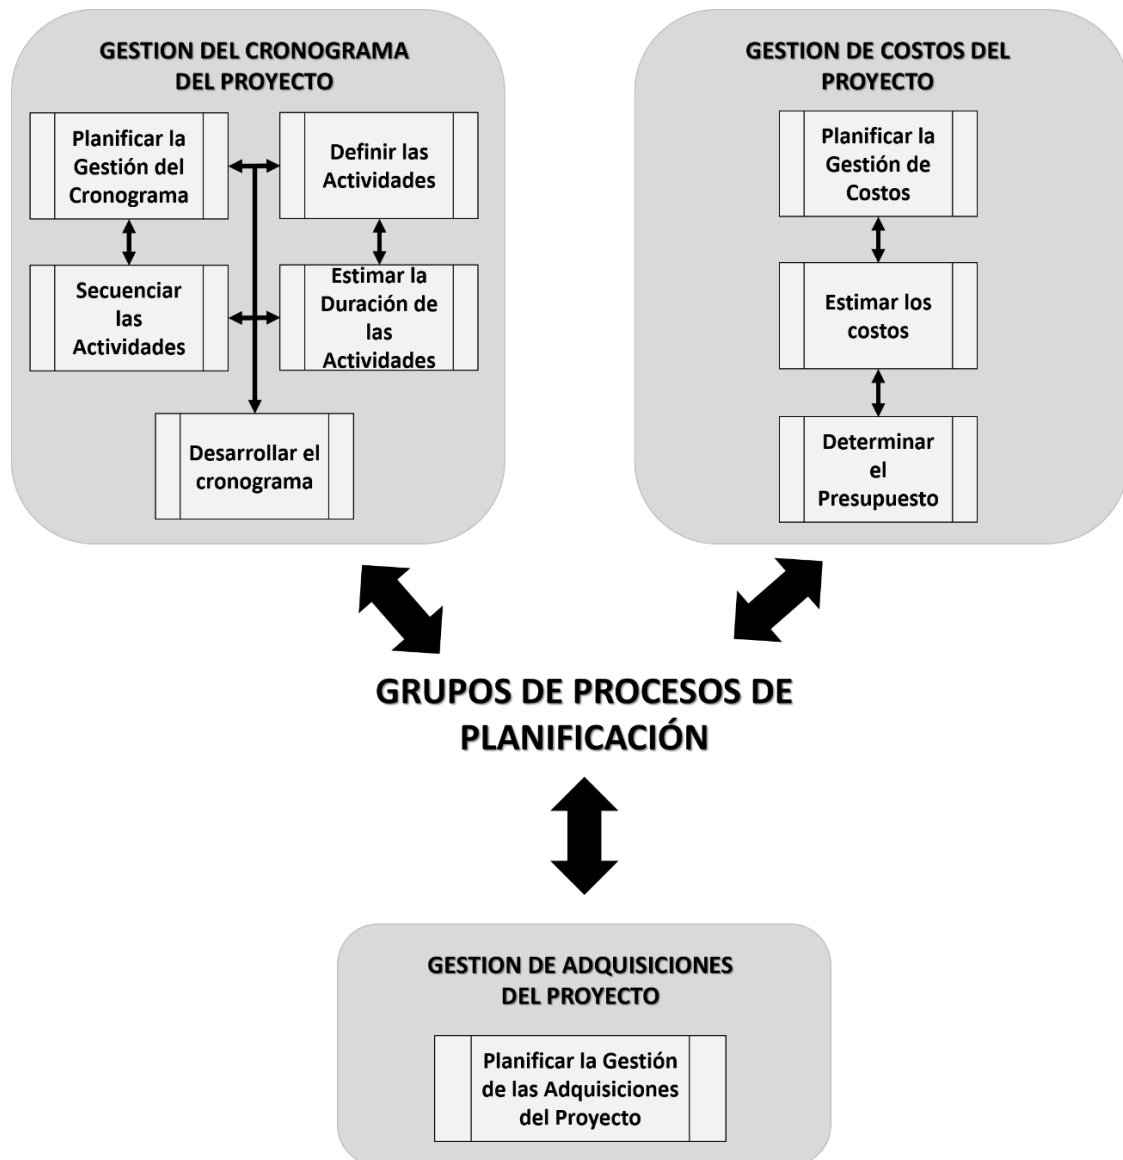 GESTION DEL CRONOGRAMA
DEL PROYECTO
Planificar la
Gestión del
Cronograma
Definir las
Actividades
Secuenciar
las
Actividades
Estimar la
Duración de
las
Actividades
Desarrollar el
cronograma
GESTION DE COSTOS DEL
PROYECTO
Planificar la
Gestión de
Costos
Estimar los
costos
Determinar
el
Presupuesto
GRUPOS DE PROCESOS DE
PLANIFICACIÓN
GESTION DE ADQUISICIONES
DEL PROYECTO
Planificar la Gestión
de las Adquisiciones
del Proyecto